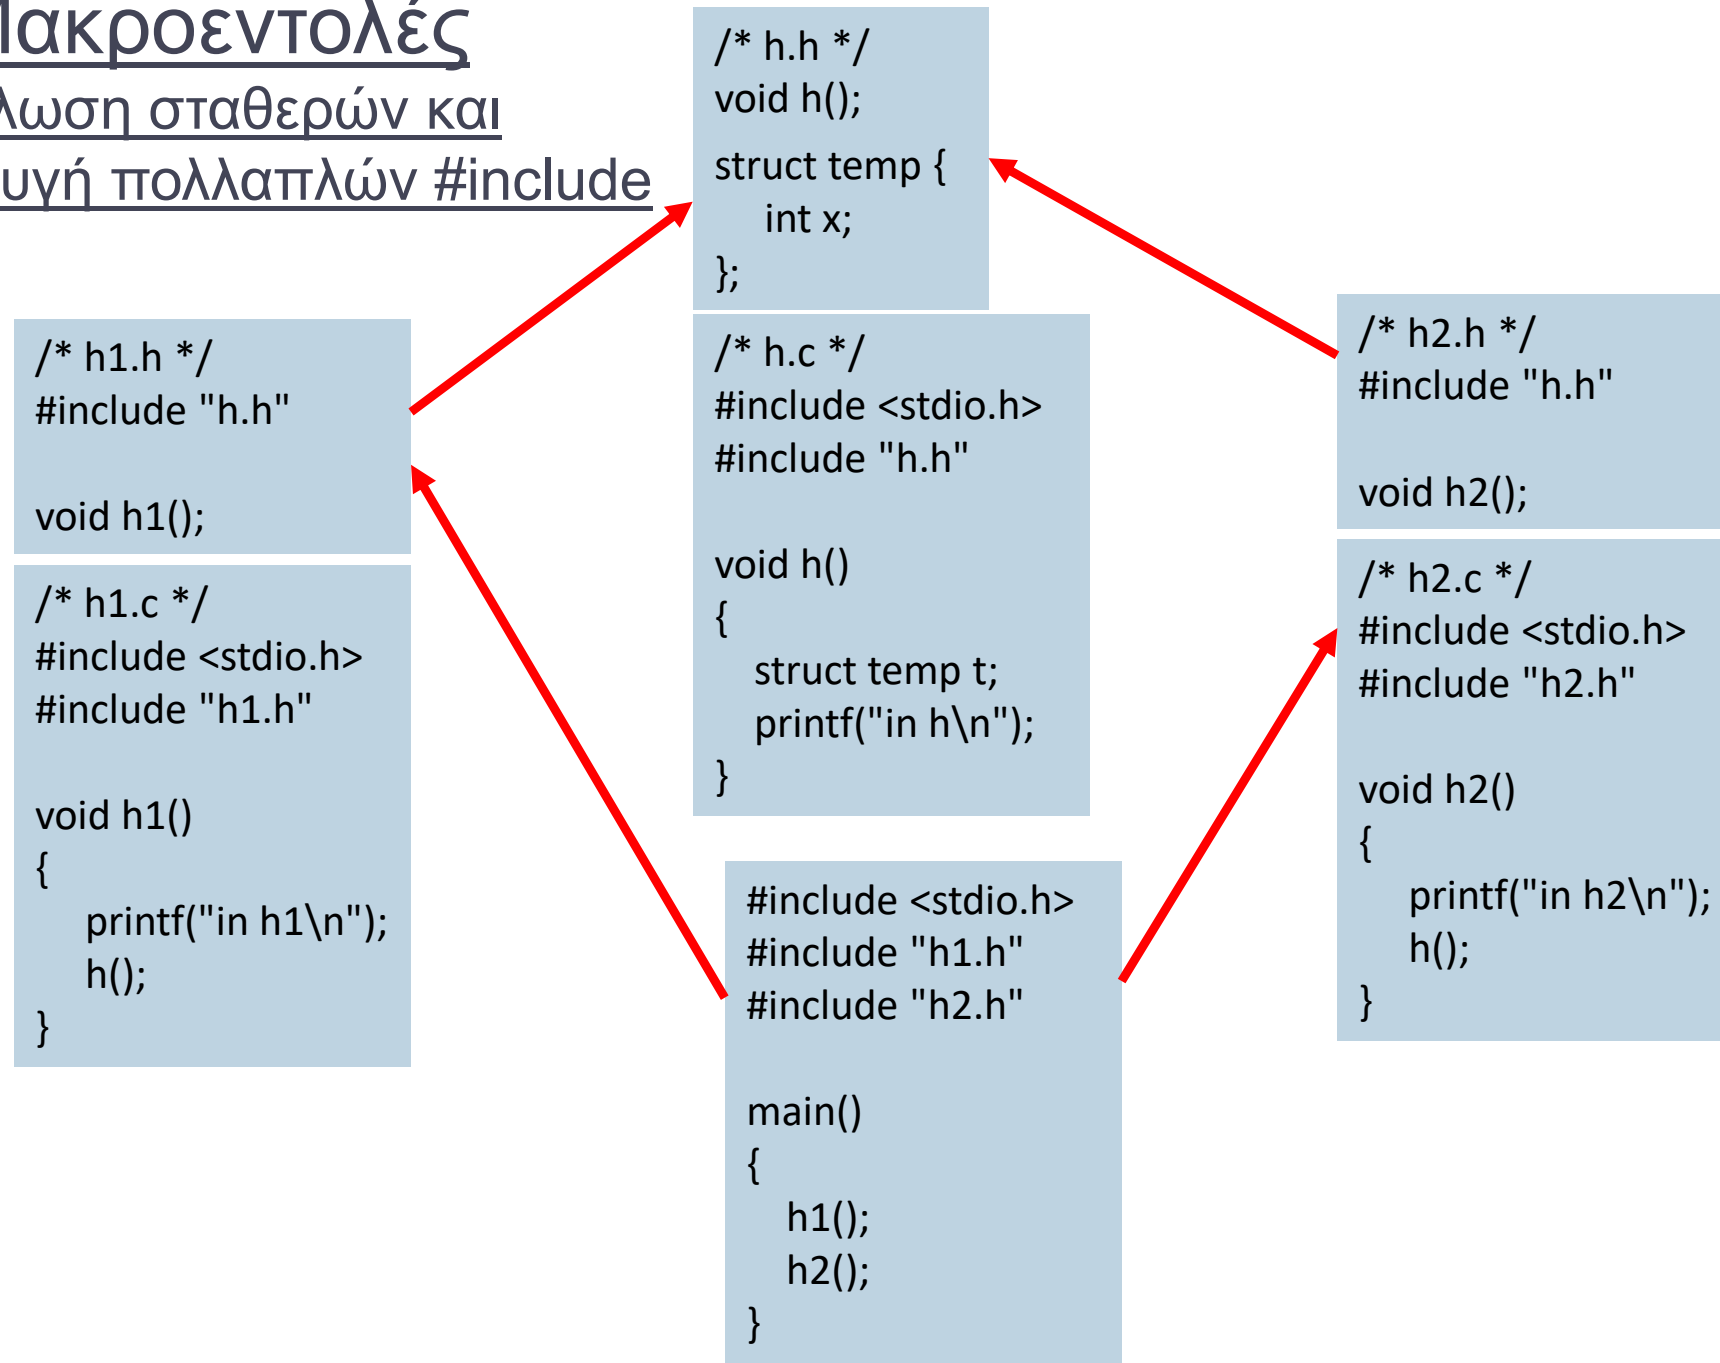 Μακροεντολές
λωση σταθερών και
υγή πολλαπλών #include
/* h.h */
void h();
struct temp {
int x;
};
/* h1.h */
#include "h.h"
void h1();
/* h1.c */
#include <stdio.h>
#include "h1.h"
void h1()
{
printf("in h1\n");
h();
}
/* h.c */
#include <stdio.h>
#include "h.h"
void h()
{
struct temp t;
printf("in h\n");
}
#include <stdio.h>
#include "h1.h"
#include "h2.h"
main()
{
h1();
h2();
}
/* h2.h */
#include "h.h"
void h2();
/* h2.c */
#include <stdio.h>
#include "h2.h"
void h2()
{
printf("in h2\n");
h();
}